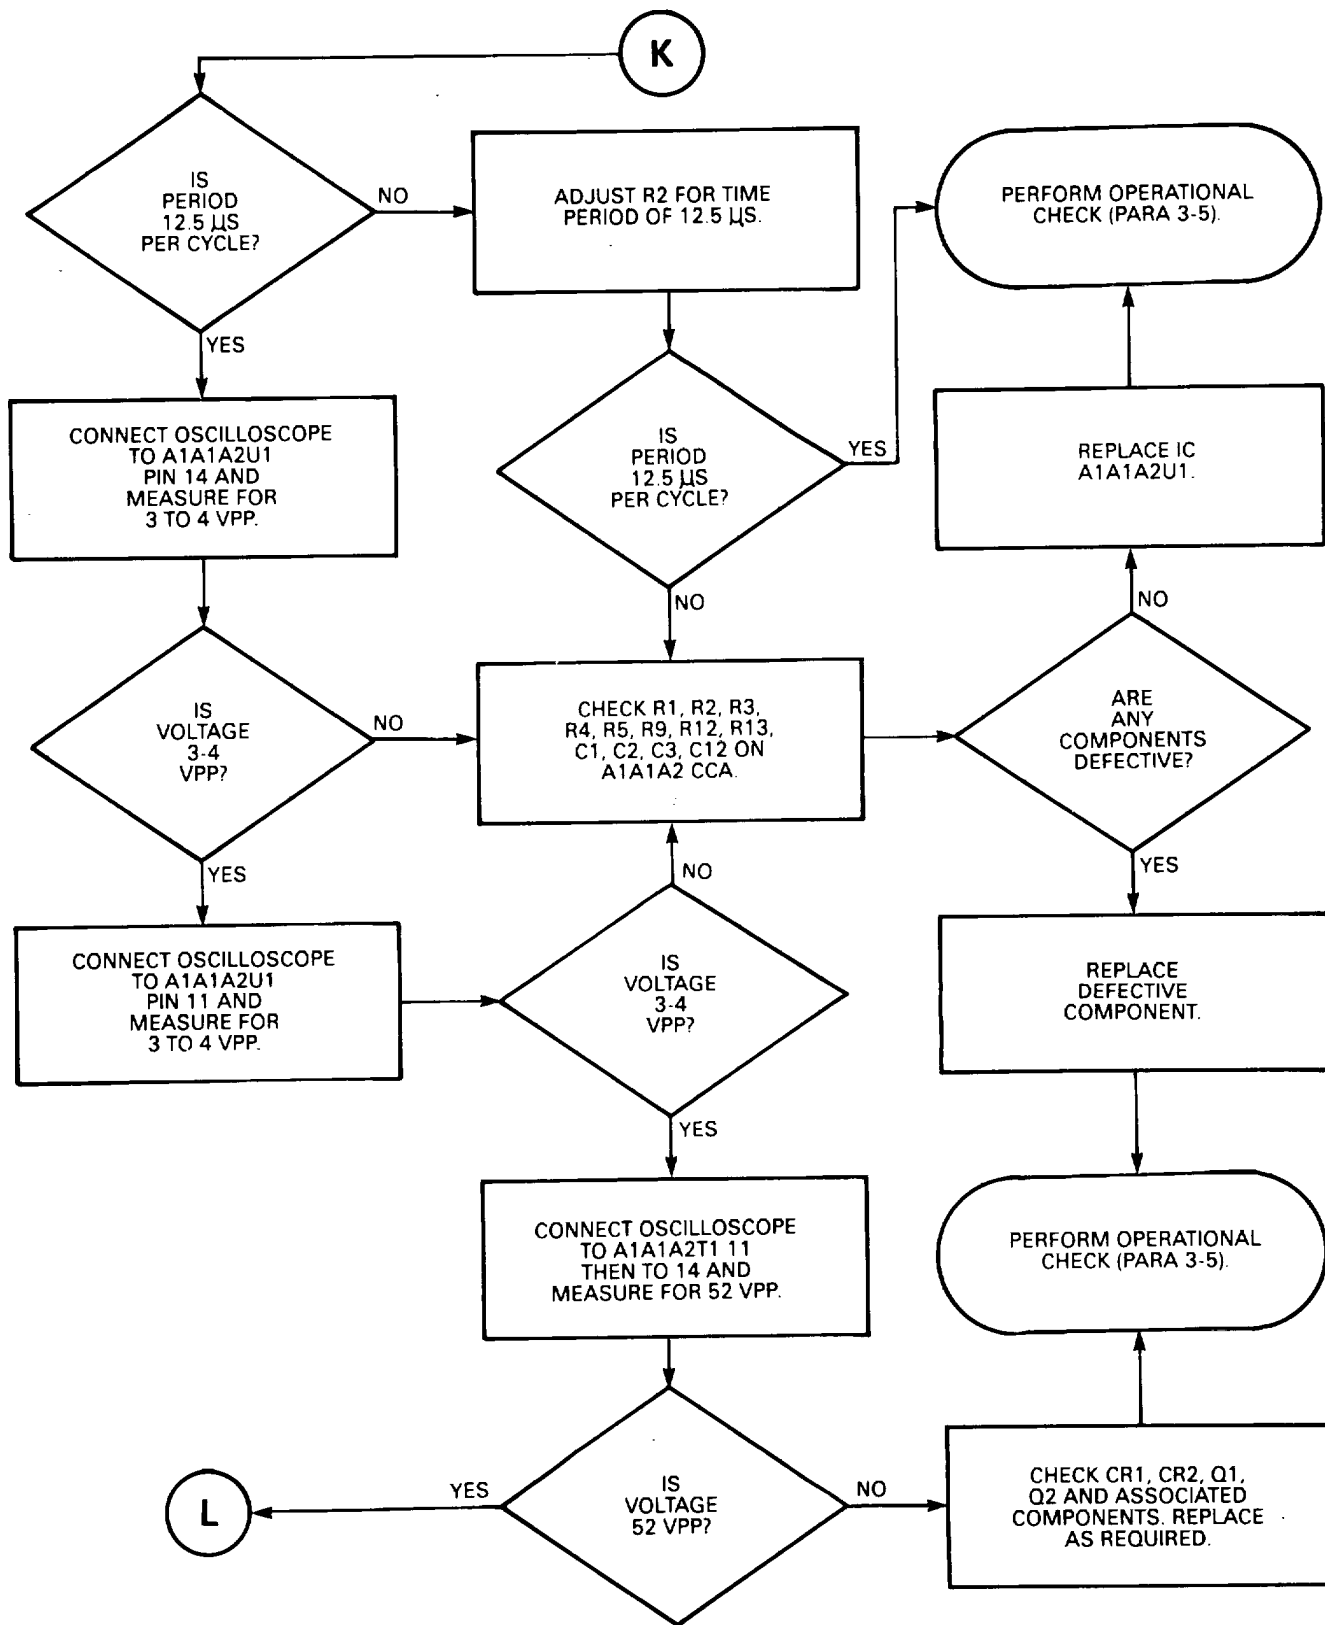 K
IS
PERIOD
12.5 µS
PER CYCLE?
NO
ADJUST R2 FOR TIME
PERIOD OF 12.5 µS.
PERFORM OPERATIONAL
CHECK (PARA 3-5).
YES
CONNECT OSCILLOSCOPE
TO A1A1A2U1
PIN 14 AND
MEASURE FOR
3 TO 4 VPP.
IS
PERIOD
12.5 µS
PER CYCLE?
YES
REPLACE IC
A1A1A2U1.
NO
NO
IS
VOLTAGE
3-4
VPP?
NO
CHECK R1, R2, R3,
R4, R5, R9, R12, R13,
C1, C2, C3, C12 ON
A1A1A2 CCA.
ARE
ANY
COMPONENTS
DEFECTIVE?
YES
NO
YES
CONNECT OSCILLOSCOPE
TO A1A1A2U1
PIN 11 AND
MEASURE FOR
3 TO 4 VPP.
IS
VOLTAGE
3-4
VPP?
REPLACE
DEFECTIVE
COMPONENT.
YES
CONNECT OSCILLOSCOPE
TO A1A1A2T1 11
THEN TO 14 AND
MEASURE FOR 52 VPP.
PERFORM OPERATIONAL
CHECK (PARA 3-5).
L
YES
IS
VOLTAGE
52 VPP?
NO
CHECK CR1, CR2, Q1,
Q2 AND ASSOCIATED
COMPONENTS. REPLACE
AS REQUIRED.